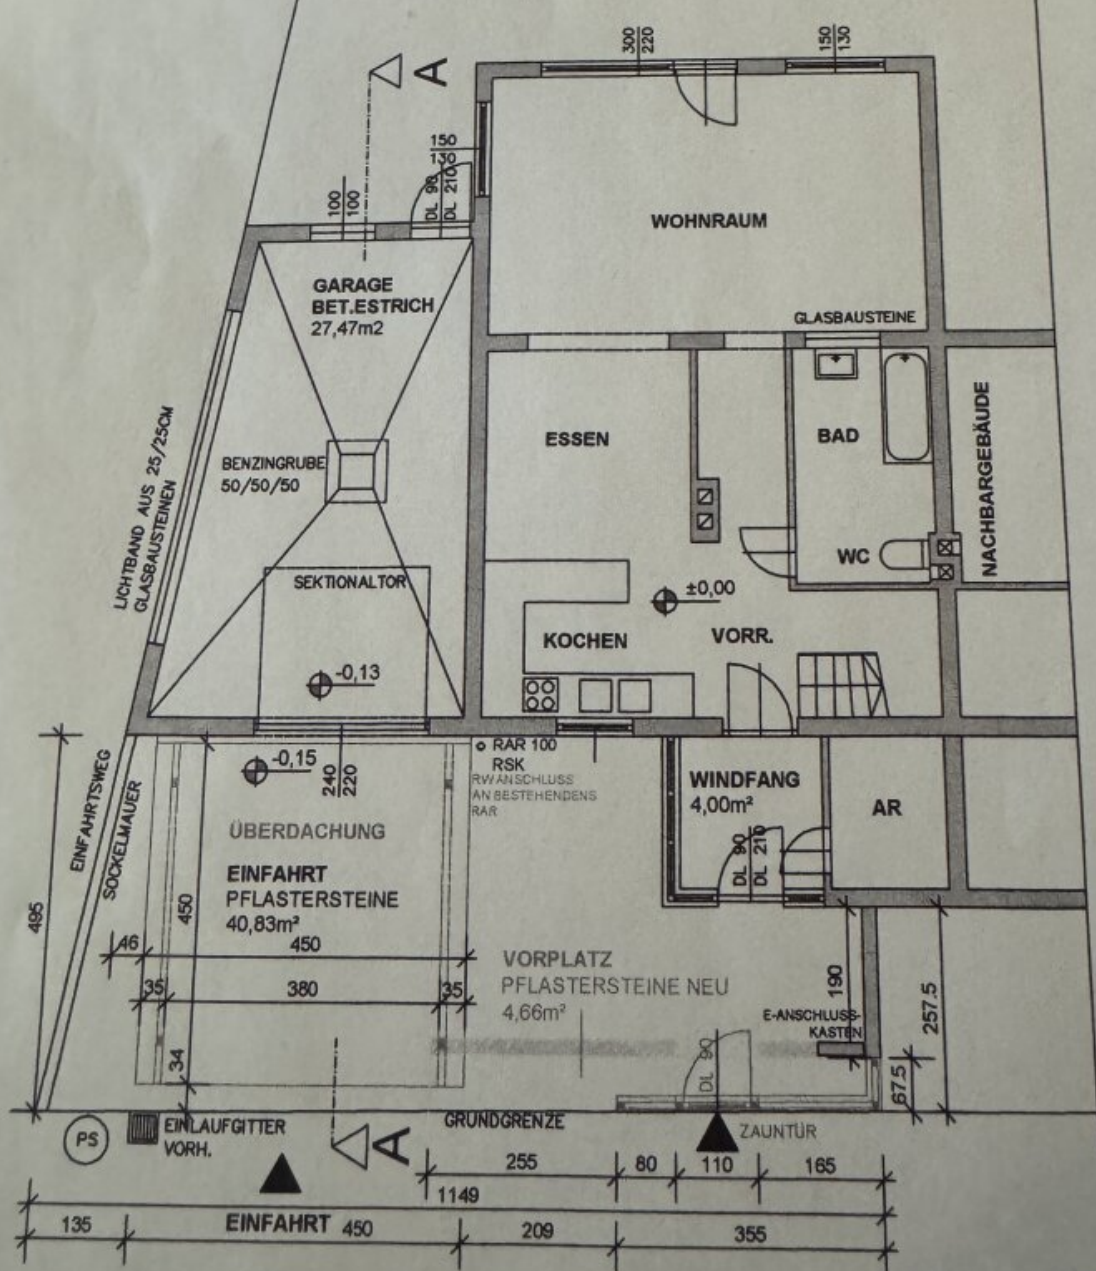 300
220
150
130
A
150
130
DL 90
DL 210
100
100
WOHNRAUM
GARAGE
BET.ESTRICH
27,47m2
GLASBAUSTEINE
LICHTBAND AUS 25/25CM
GLASBAUSTEINEN
BENZINGRUBE
50/50/50
ESSEN
BAD
NACHBARGEBÄUDE
WC
SEKTIONALTOR
±0,00
KOCHEN
VORR.
-0,13
-0,15
240
220
RAR 100
RSK
RW ANSCHLUSS
AN BESTEHENDENS
RAR
WINDFANG
4,00m²
DL 90
DL 210
AR
EINFAHRTSWEG
SOCKELMAUER
ÜBERDACHUNG
EINFAHRT
PFLASTERSTEINE
40,83m²
495
450
46
450
35
380
35
34
VORPLATZ
PFLASTERSTEINE NEU
4,66m²
190
257.5
E-ANSCHLUSS-
KASTEN
67.5
DL 90
PS
EINLAUFGITTER
VORH.
A
GRUNDGRENZE
ZAUNTÜR
255
80
110
165
1149
135
EINFAHRT
450
209
355